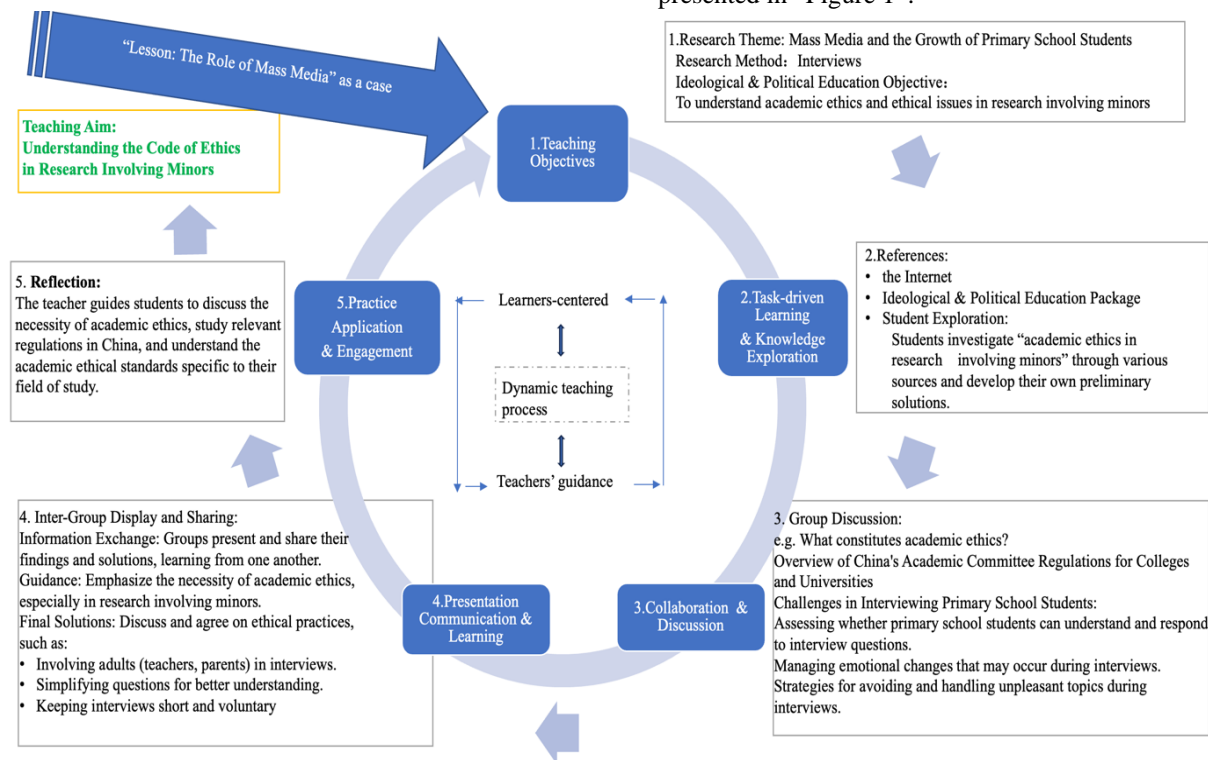 presented in "Figure 1".
"Lesson: The Role of Mass Media" as a case
1.Research Theme: Mass Media and the Growth of Primary School Students
Research Method：Interviews
Ideological & Political Education Objective：
To understand academic ethics and ethical issues in research involving minors
Teaching Aim:
Understanding the Code of Ethics
in Research Involving Minors
1.Teaching
Objectives
2.References:
• the Internet
• Ideological & Political Education Package
• Student Exploration:
Students investigate "academic ethics in
research involving minors" through various
sources and develop their own preliminary
solutions.
5. Reflection:
The teacher guides students to discuss the
necessity of academic ethics, study relevant
regulations in China, and understand the
academic ethical standards specific to their
field of study.
5.Practice
Application
& Engagement
Learners-centered
Dynamic teaching
process
Teachers' guidance
2.Task-driven
Learning
& Knowledge
Exploration
4. Inter-Group Display and Sharing:
Information Exchange: Groups present and share their
findings and solutions, learning from one another.
Guidance: Emphasize the necessity of academic ethics,
especially in research involving minors.
Final Solutions: Discuss and agree on ethical practices,
such as:
• Involving adults (teachers, parents) in interviews.
• Simplifying questions for better understanding.
• Keeping interviews short and voluntary
4.Presentation
Communication &
Learning
3.Collaboration &
Discussion
3. Group Discussion:
e.g. What constitutes academic ethics?
Overview of China's Academic Committee Regulations for Colleges
and Universities
Challenges in Interviewing Primary School Students:
Assessing whether primary school students can understand and respond
to interview questions.
Managing emotional changes that may occur during interviews.
Strategies for avoiding and handling unpleasant topics during
interviews.